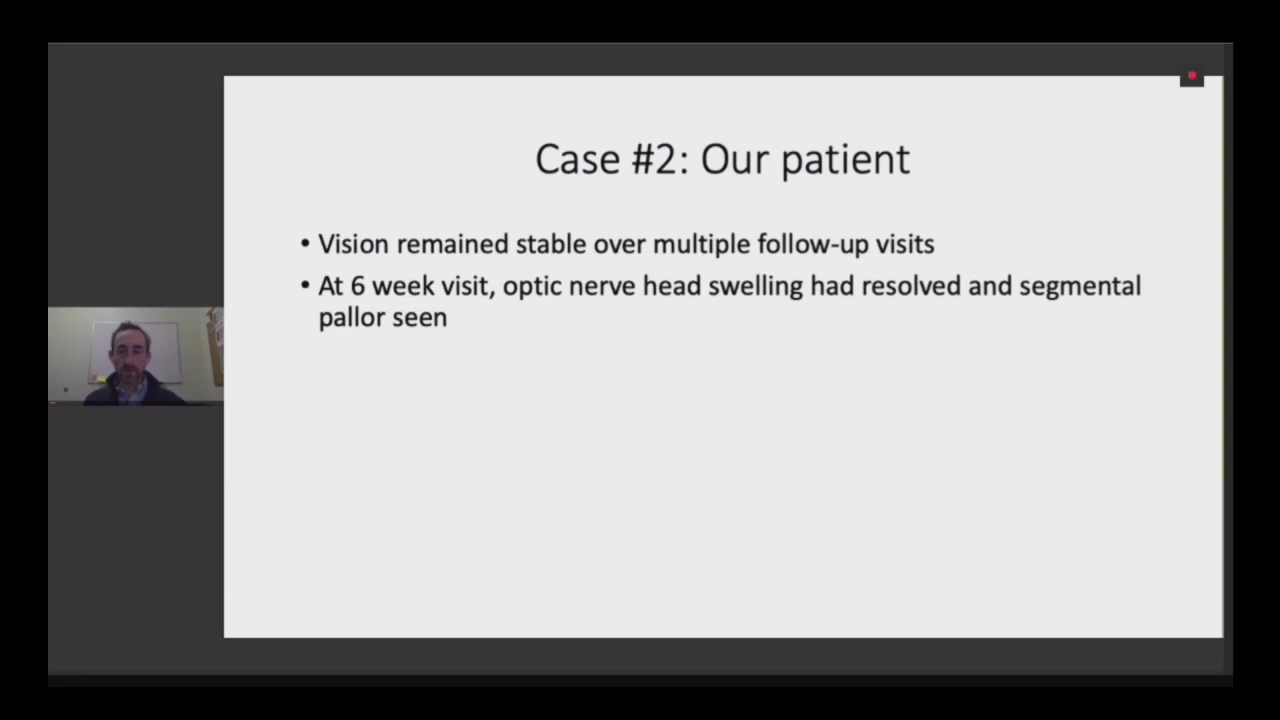 Case #2: Our patient
• Vision remained stable over multiple follow-up visits
• At 6 week visit, optic nerve head swelling had resolved and segmental
pallor seen